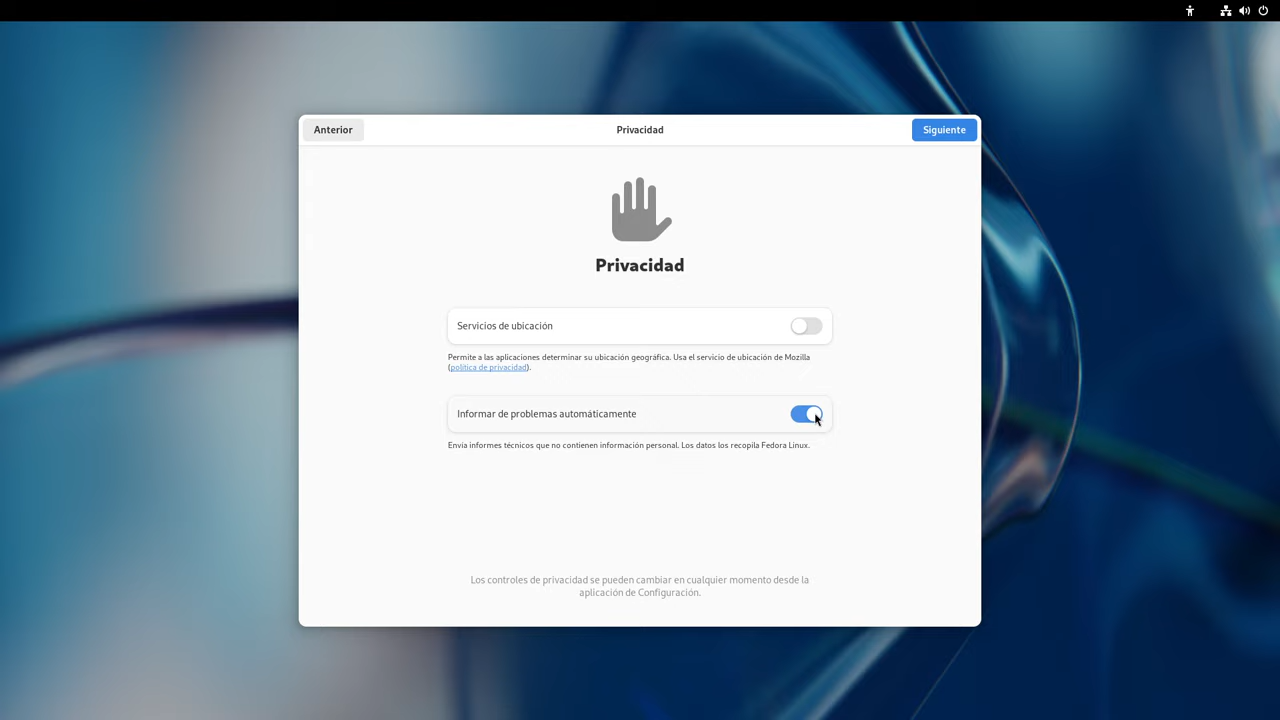 Anterior
Privacidad
Siguiente
Privacidad
Servicios de ubicación
Permite a las aplicaciones determinar su ubicación geográfica. Usa el servicio de ubicación de Mozilla
(política de privacidad).
Informar de problemas automáticamente
Envía informes técnicos que no contienen información personal. Los datos los recopila Fedora Linux.
Los controles de privacidad se pueden cambiar en cualquier momento desde la
aplicación de Configuración.